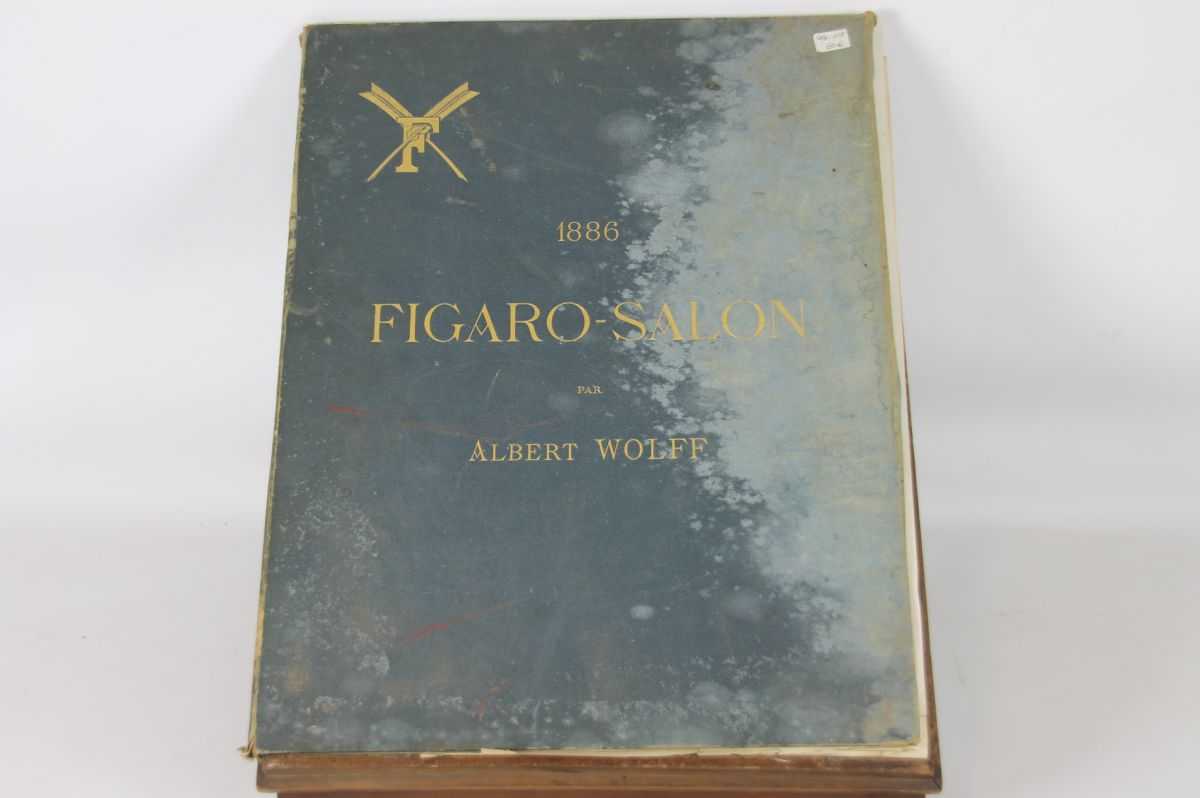 F
1886
FIGARO-SALON
PAR
ALBERT WOLFF